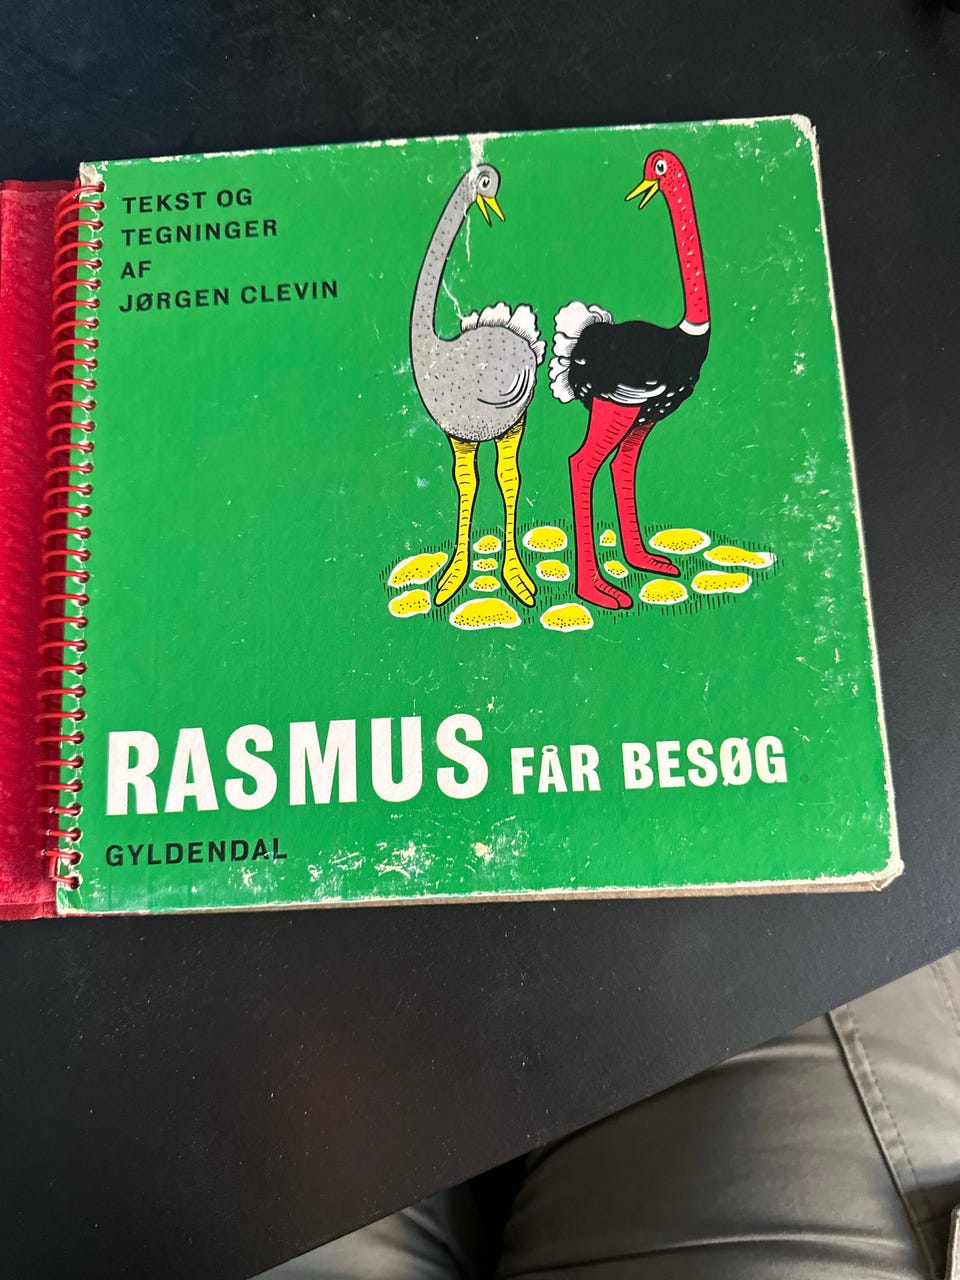 TEKST OG
TEGNINGER
AF
JØRGEN CLEVIN
RASMUS FÅR BESØG
GYLDENDAL